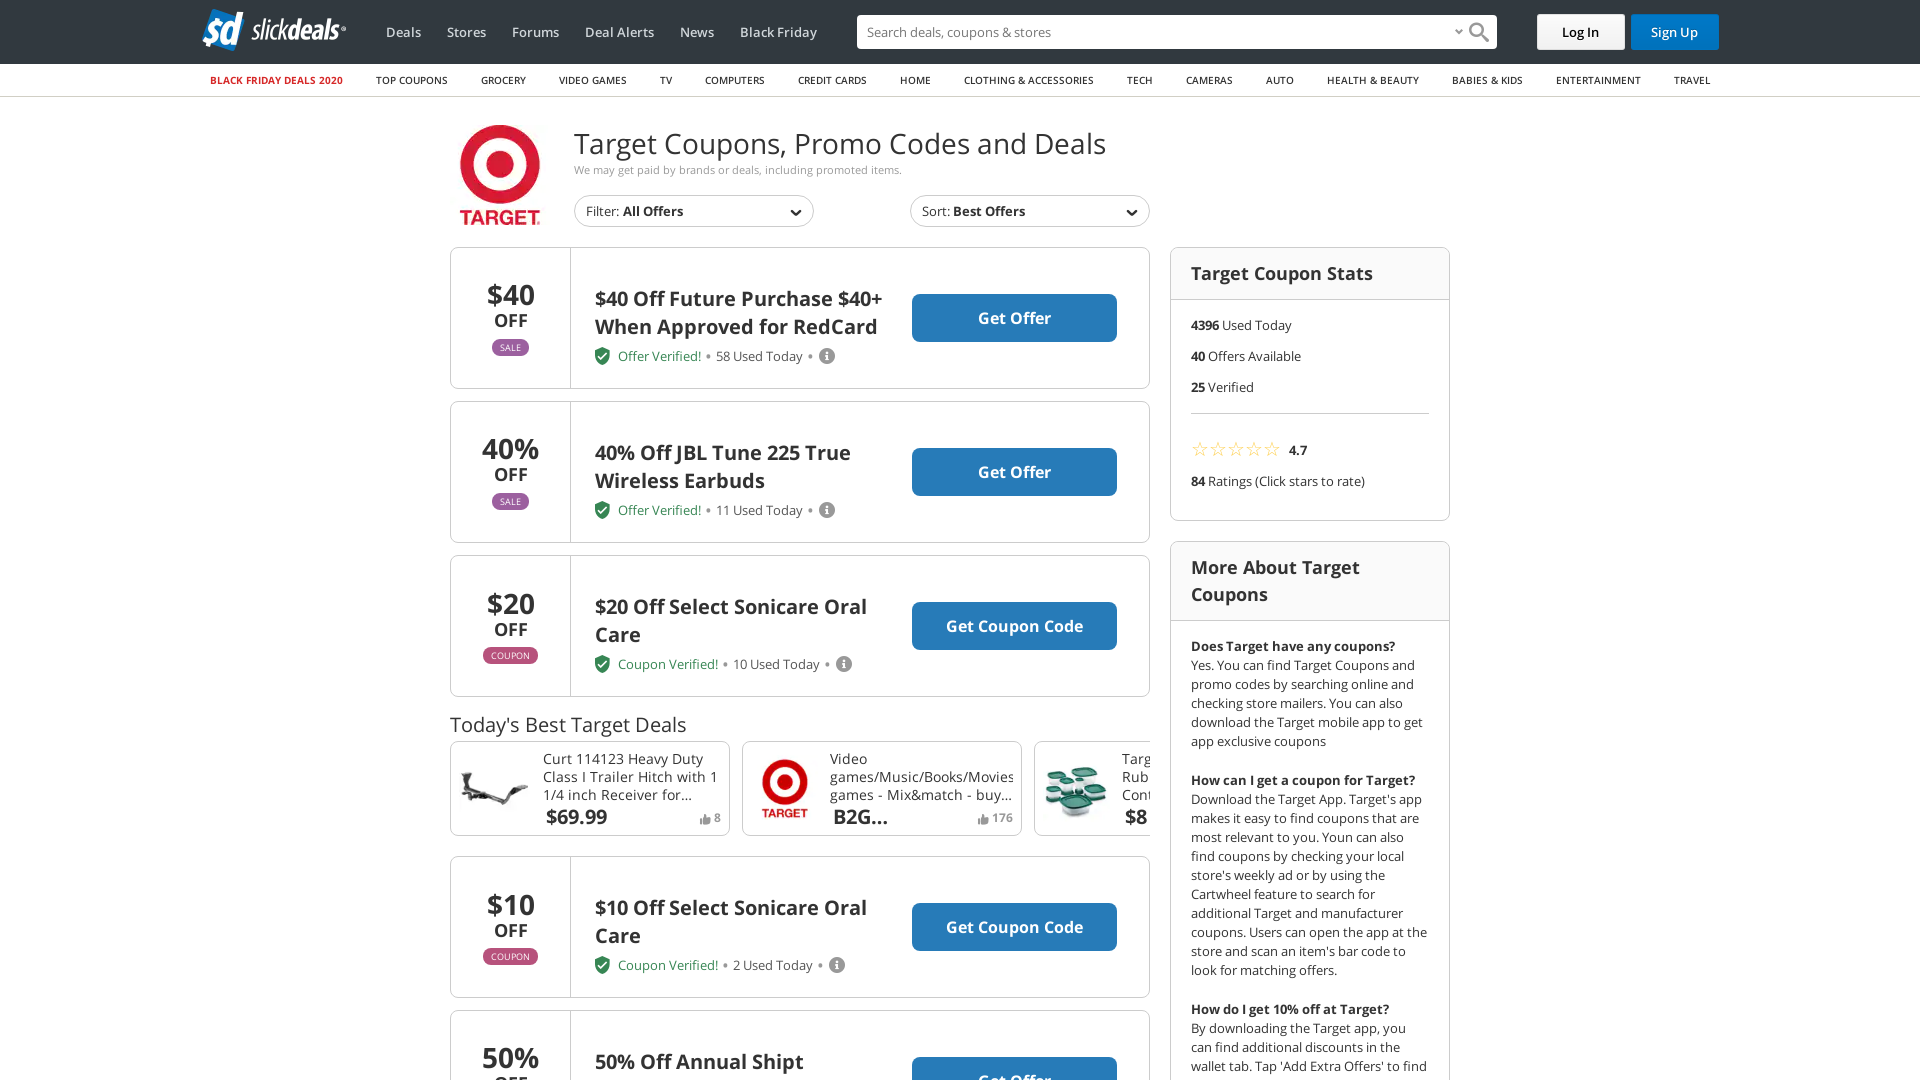 slickdeals
Deals
Stores
Forums
Deal Alerts
News
Black Friday
Search deals, coupons & stores
Log In
Sign Up
BLACK FRIDAY DEALS 2020
TOP COUPONS
GROCERY
VIDEO GAMES
TV
COMPUTERS
CREDIT CARDS
HOME
CLOTHING & ACCESSORIES
TECH
CAMERAS
AUTO
HEALTH & BEAUTY
BABIES & KIDS
ENTERTAINMENT
TRAVEL
TARGET
Target Coupons, Promo Codes and Deals
We may get paid by brands or deals, including promoted items.
Filter: All Offers
Sort: Best Offers
$40
OFF
SALE
$40 Off Future Purchase $40+
When Approved for RedCard
Offer Verified! • 58 Used Today •
Get Offer
40%
OFF
SALE
40% Off JBL Tune 225 True
Wireless Earbuds
Offer Verified! • 11 Used Today •
Get Offer
$20
OFF
COUPON
$20 Off Select Sonicare Oral
Care
Coupon Verified! • 10 Used Today •
Get Coupon Code
Today's Best Target Deals
Curt 114123 Heavy Duty
Class I Trailer Hitch with 1
1/4 inch Receiver for...
$69.99
8
TARGET
Video
games/Music/Books/Movies
games - Mix&match - buy...
B2G...
176
Targ
Rub
Cont
$8
$10
OFF
COUPON
$10 Off Select Sonicare Oral
Care
Coupon Verified! • 2 Used Today •
Get Coupon Code
50%
OFF
50% Off Annual Shipt
Get Offer
Target Coupon Stats
4396 Used Today
40 Offers Available
25 Verified
4.7
84 Ratings (Click stars to rate)
More About Target
Coupons
Does Target have any coupons?
Yes. You can find Target Coupons and
promo codes by searching online and
checking store mailers. You can also
download the Target mobile app to get
app exclusive coupons
How can I get a coupon for Target?
Download the Target App. Target's app
makes it easy to find coupons that are
most relevant to you. Youn can also
find coupons by checking your local
store's weekly ad or by using the
Cartwheel feature to search for
additional Target and manufacturer
coupons. Users can open the app at the
store and scan an item's bar code to
look for matching offers.
How do I get 10% off at Target?
By downloading the Target app, you
can find additional discounts in the
wallet tab. Tap 'Add Extra Offers' to find